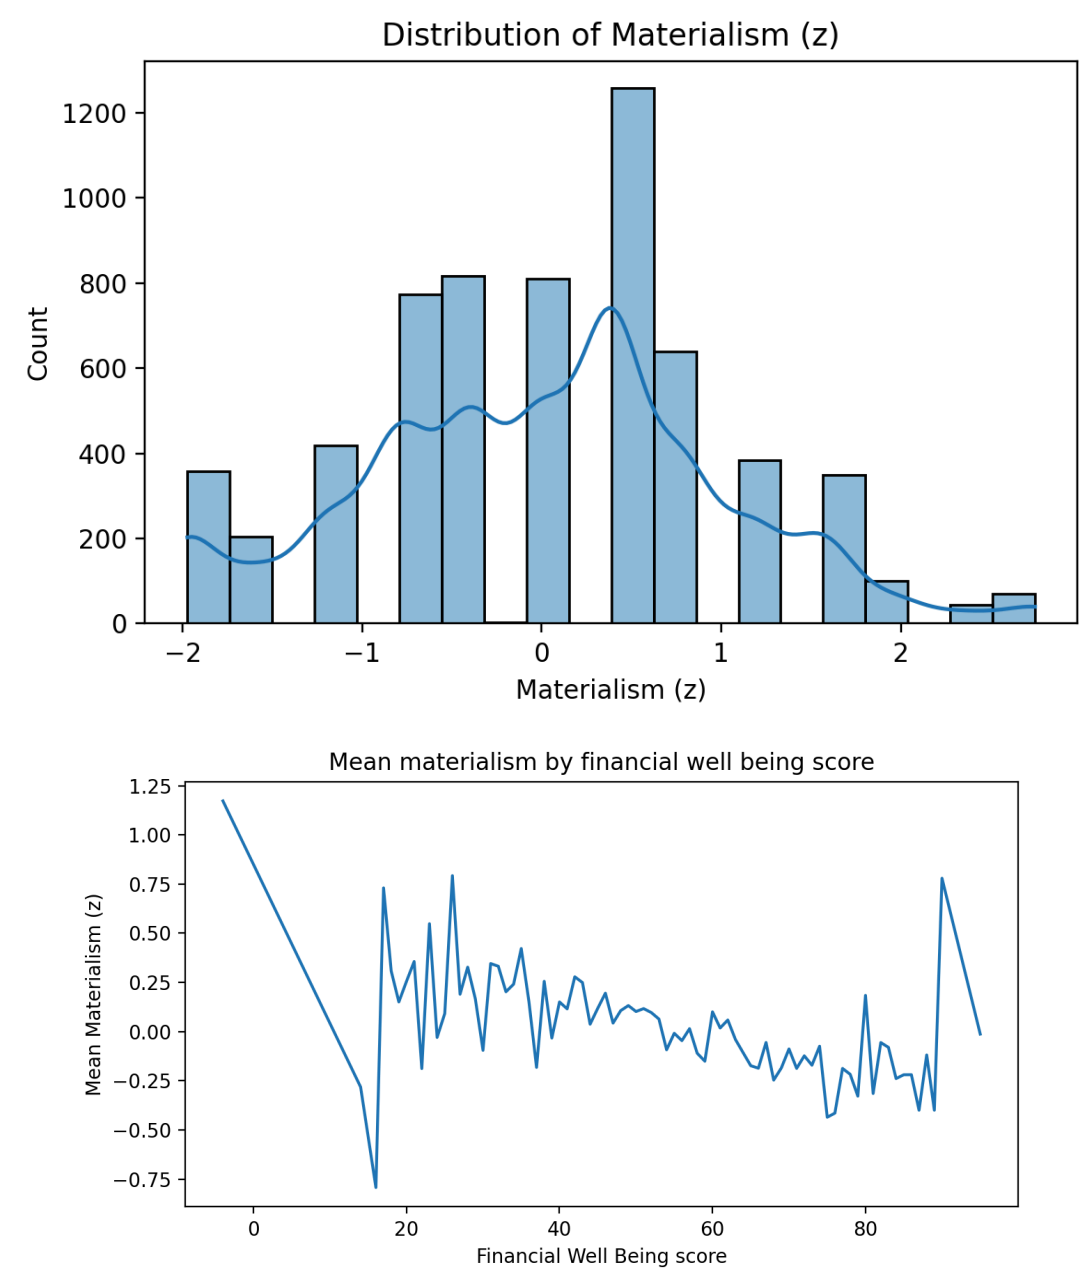 Distribution of Materialism (z)
1200
1000
800
600
400
200
0
Count
−2 −1 0 1 2
Materialism (z)
Mean materialism by financial well being score
1.25
1.00
0.75
0.50
0.25
0.00
−0.25
−0.50
−0.75
Mean Materialism (z)
0 20 40 60 80
Financial Well Being score